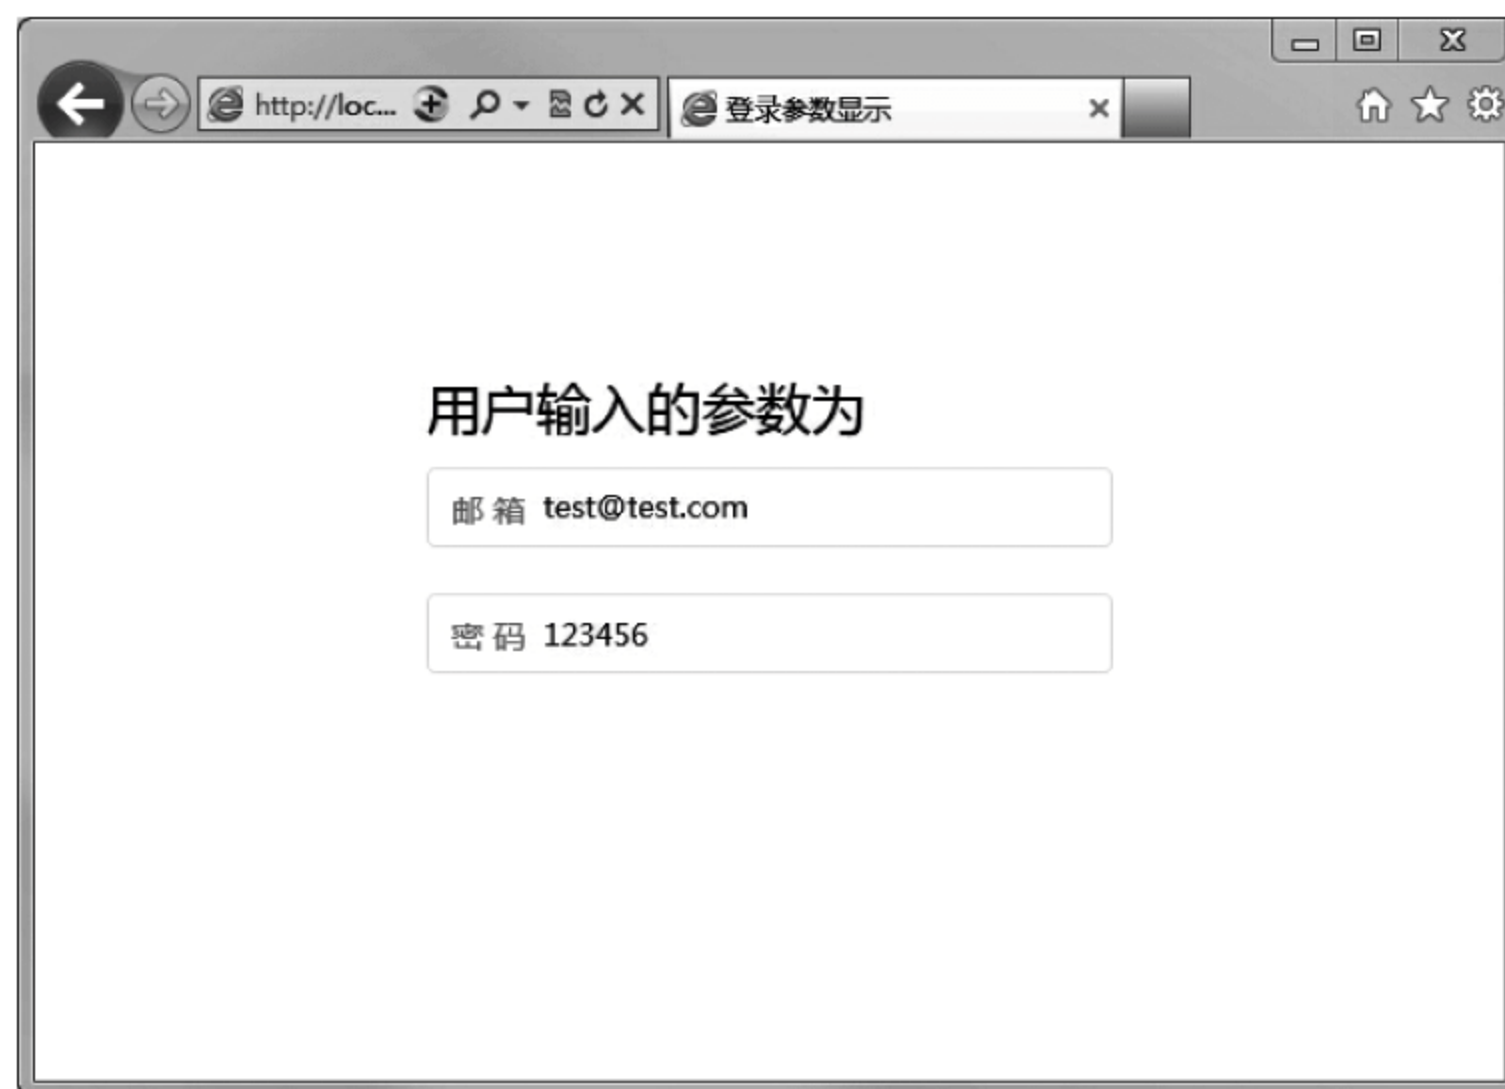 http://loc...
登录参数显示
用户输入的参数为
邮 箱 test@test.com
密 码 123456